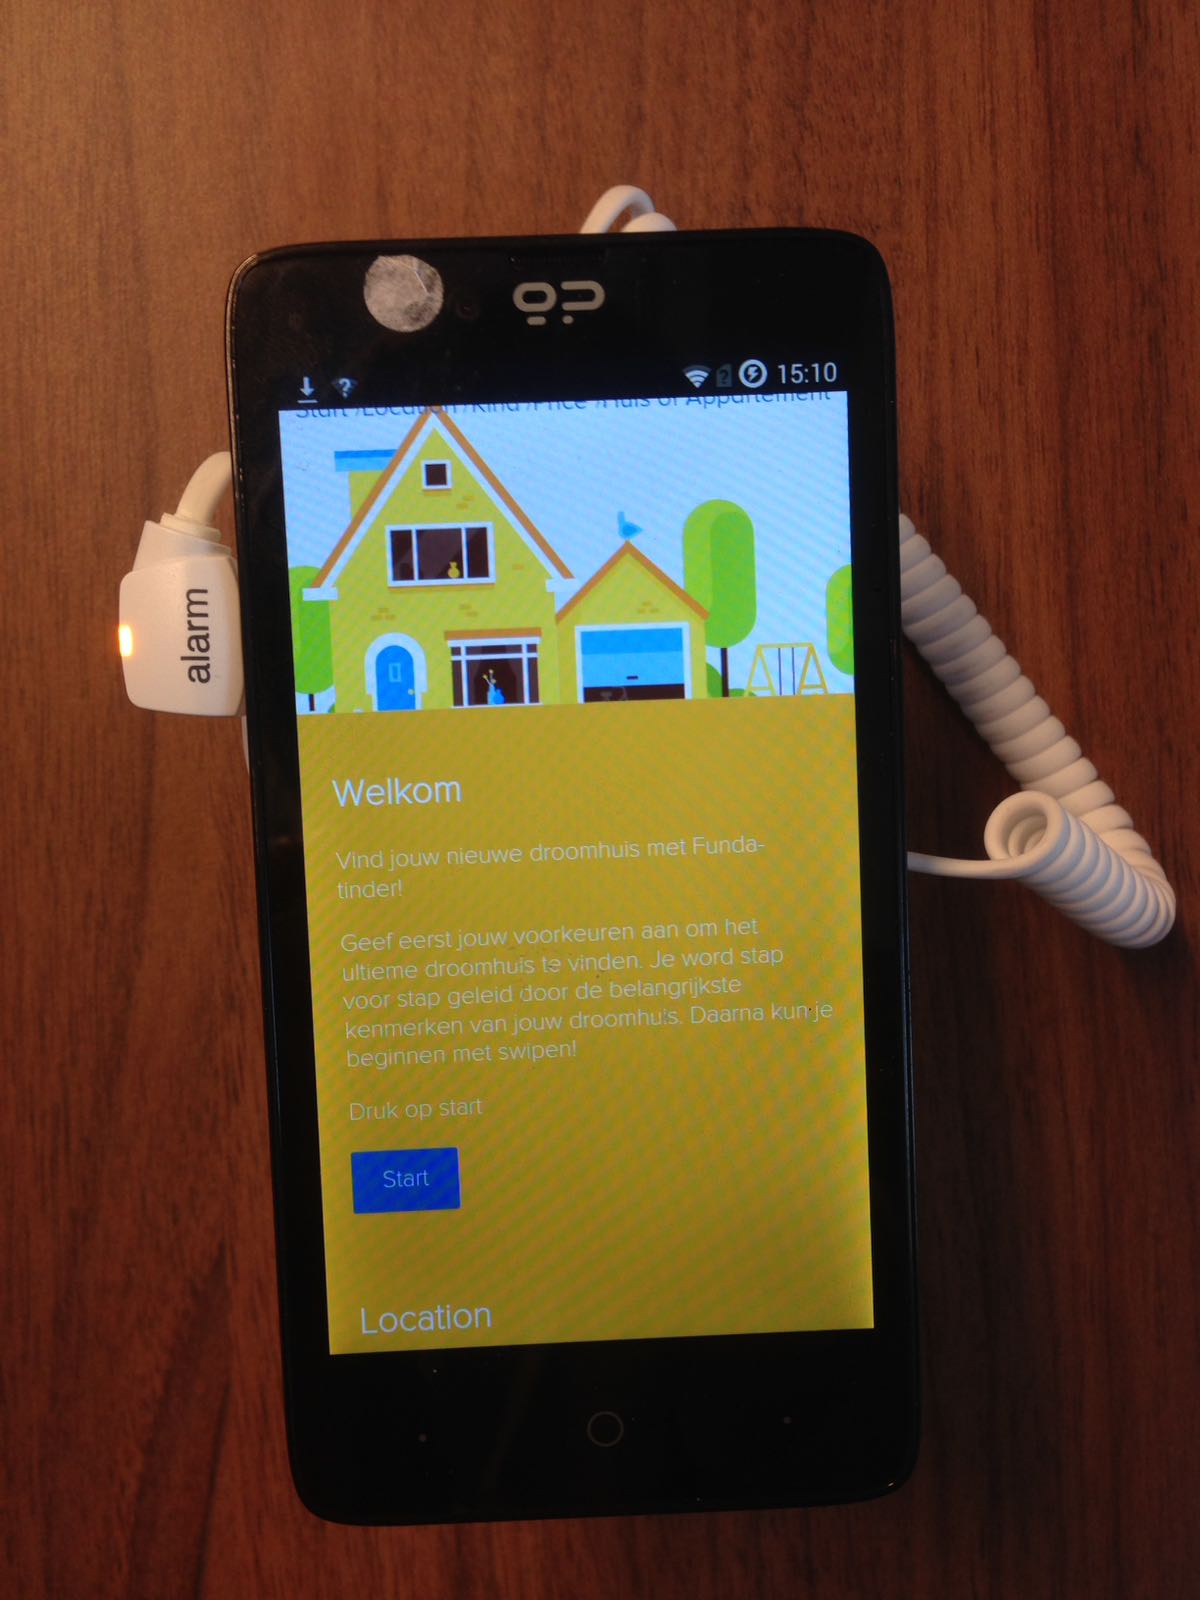 15:10
Start /Location /Kind /Price /Huis of Appartement
alarm
Welkom
Vind jouw nieuwe droomhuis met Funda-
tinder!
Geef eerst jouw voorkeuren aan om het
ultieme droomhuis te vinden. Je word stap
voor stap geleid door de belangrijkste
kenmerken van jouw droomhuis. Daarna kun je
beginnen met swipen!
Druk op start
Start
Location